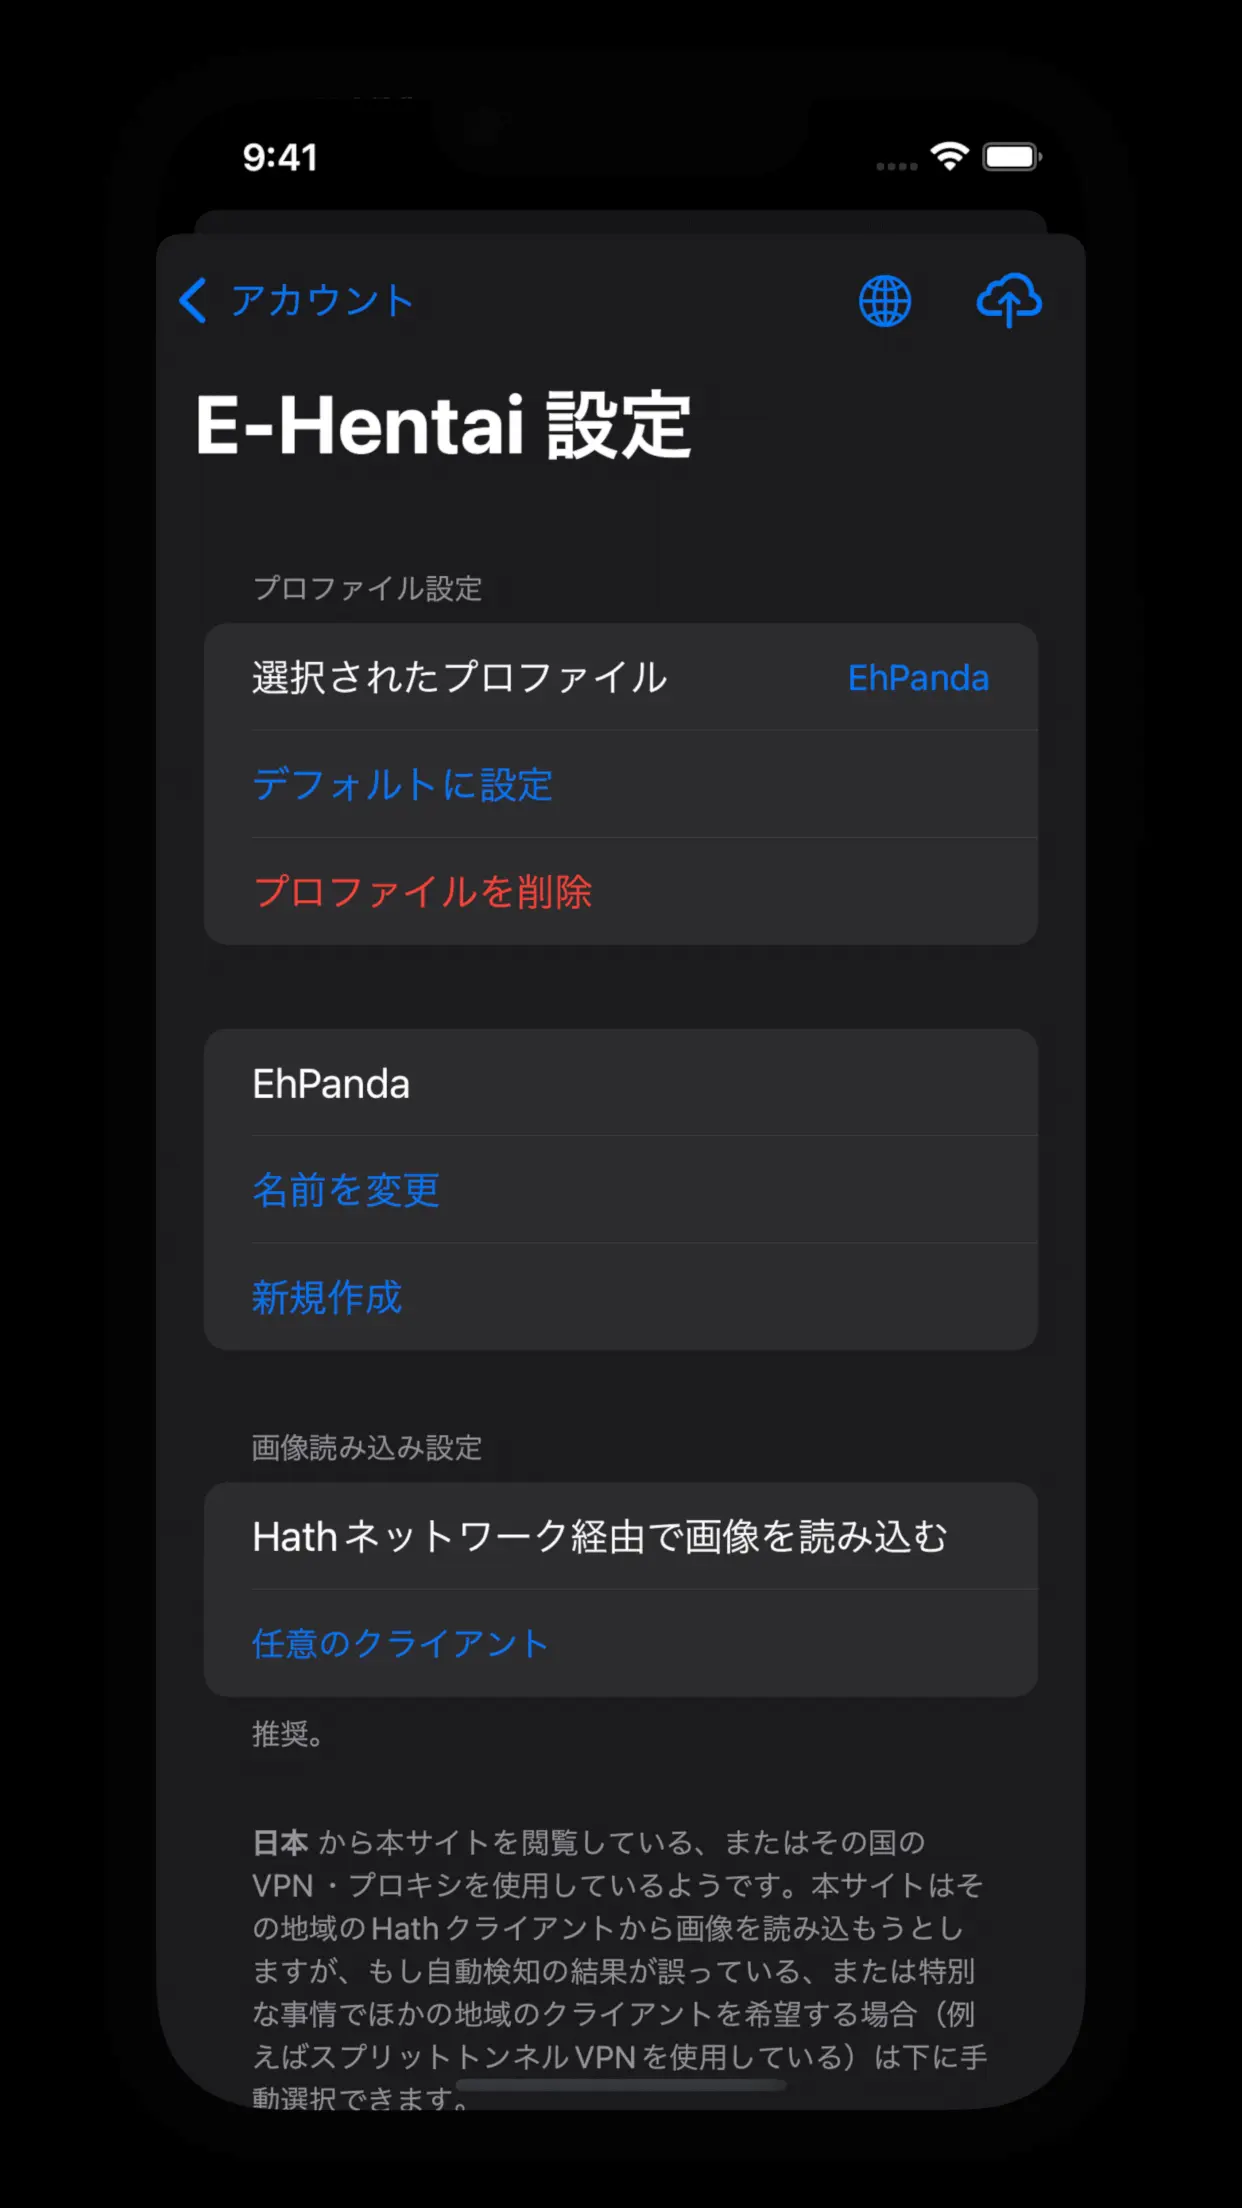 9:41
アカウント
E-Hentai 設定
プロファイル設定
選択されたプロファイル EhPanda
デフォルトに設定
プロファイルを削除
EhPanda
名前を変更
新規作成
画像読み込み設定
Hathネットワーク経由で画像を読み込む
任意のクライアント
推奨。
日本 から本サイトを閲覧している、またはその国の
VPN・プロキシを使用しているようです。本サイトはそ
の地域のHathクライアントから画像を読み込もうとし
ますが、もし自動検知の結果が誤っている、または特別
な事情でほかの地域のクライアントを希望する場合（例
えばスプリットトンネルVPNを使用している）は下に手
動選択できます。